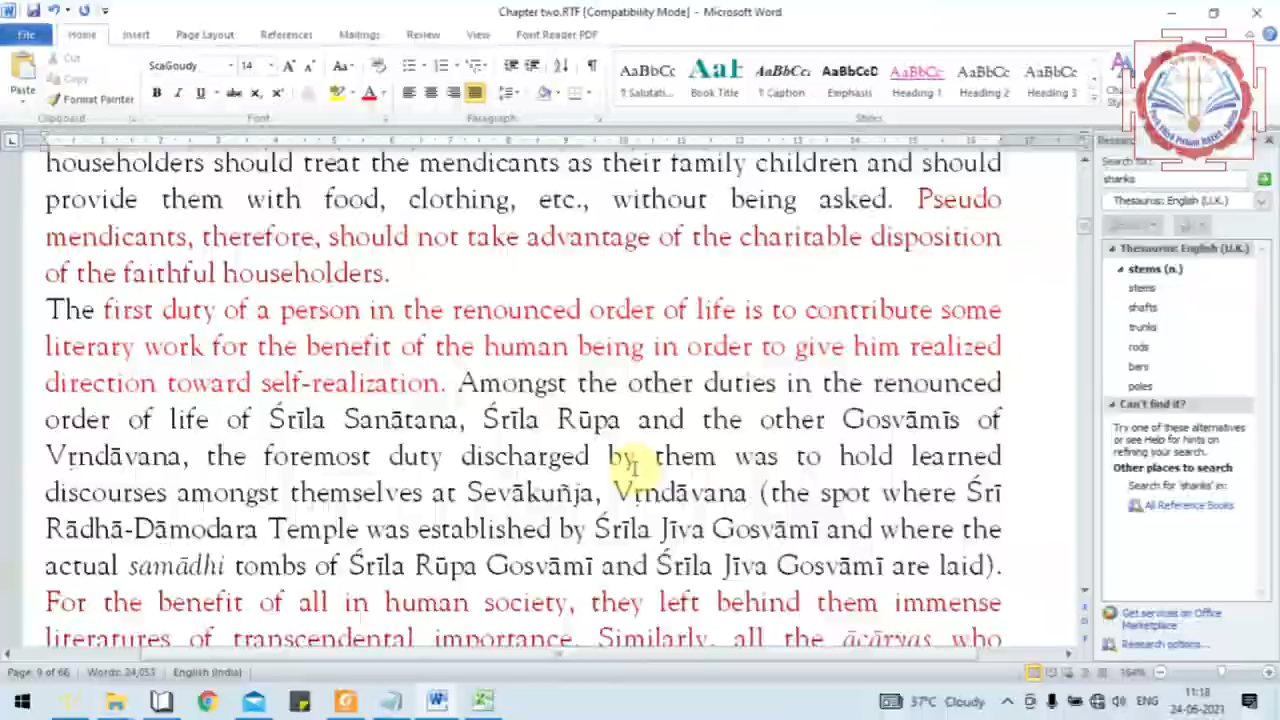 Chapter two.RTF [Compatibility Mode] - Microsoft Word
File Home Insert Page Layout References Mailings Review View Font Reader PDF
Paste Cut Copy Format Painter Clipboard
ScaGoudy 14 Font
Paragraph
AaBbCc AaB AaBbCc AaBbCcD AaBbCc AaBbCc AaBbCc
¶ Salutati... Book Title ¶ Caption Emphasis Heading 1 Heading 2 Heading 3
Styles
householders should treat the mendicants as their family children and should
provide them with food, clothing, etc., without being asked. Pseudo
mendicants, therefore, should not take advantage of the charitable disposition
of the faithful householders.
The first duty of a person in the renounced order of life is to contribute some
literary work for the benefit of the human being in order to give him realized
direction toward self-realization. Amongst the other duties in the renounced
order of life of Śrīla Sanātana, Śrīla Rūpa and the other Gosvāmīs of
Vṛndāvana, the foremost duty discharged by them was to hold learned
discourses amongst themselves at Sevākuñja, Vṛndāvana (the spot where Śrī
Rādhā-Dāmodara Temple was established by Śrīla Jīva Gosvāmī and where the
actual samādhi tombs of Śrīla Rūpa Gosvāmī and Śrīla Jīva Gosvāmī are laid).
For the benefit of all in human society, they left behind them immense
literatures of transcendental importance. Similarly, all the ācāryas who
Search for:
shanks
Thesaurus: English (U.K.)
Thesaurus: English (U.K.)
stems (n.)
stems
shafts
trunks
rods
bars
poles
Can't find it?
Try one of these alternatives
or see Help for hints on
refining your search.
Other places to search
Search for 'shanks' in:
All Reference Books
Get services on Office
Marketplace
Research options...
Page: 9 of 66 Words: 24,053 English (India) 164%
37°C Cloudy ENG 11:18
24-06-2021